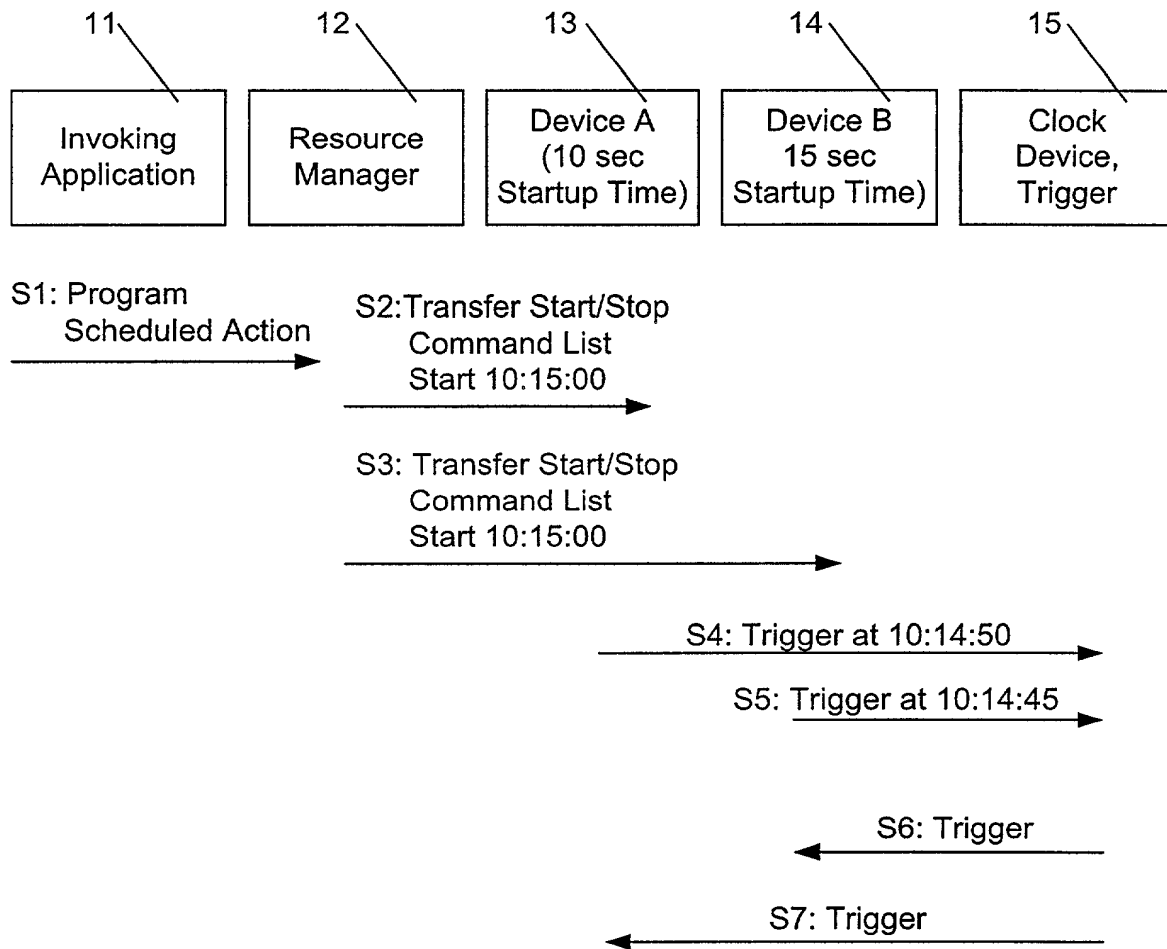 11
12
13
14
15
Invoking
Application
Resource
Manager
Device A
(10 sec
Startup Time)
Device B
15 sec
Startup Time)
Clock
Device,
Trigger
S1: Program
Scheduled Action
S2:Transfer Start/Stop
Command List
Start 10:15:00
S3: Transfer Start/Stop
Command List
Start 10:15:00
S4: Trigger at 10:14:50
S5: Trigger at 10:14:45
S6: Trigger
S7: Trigger